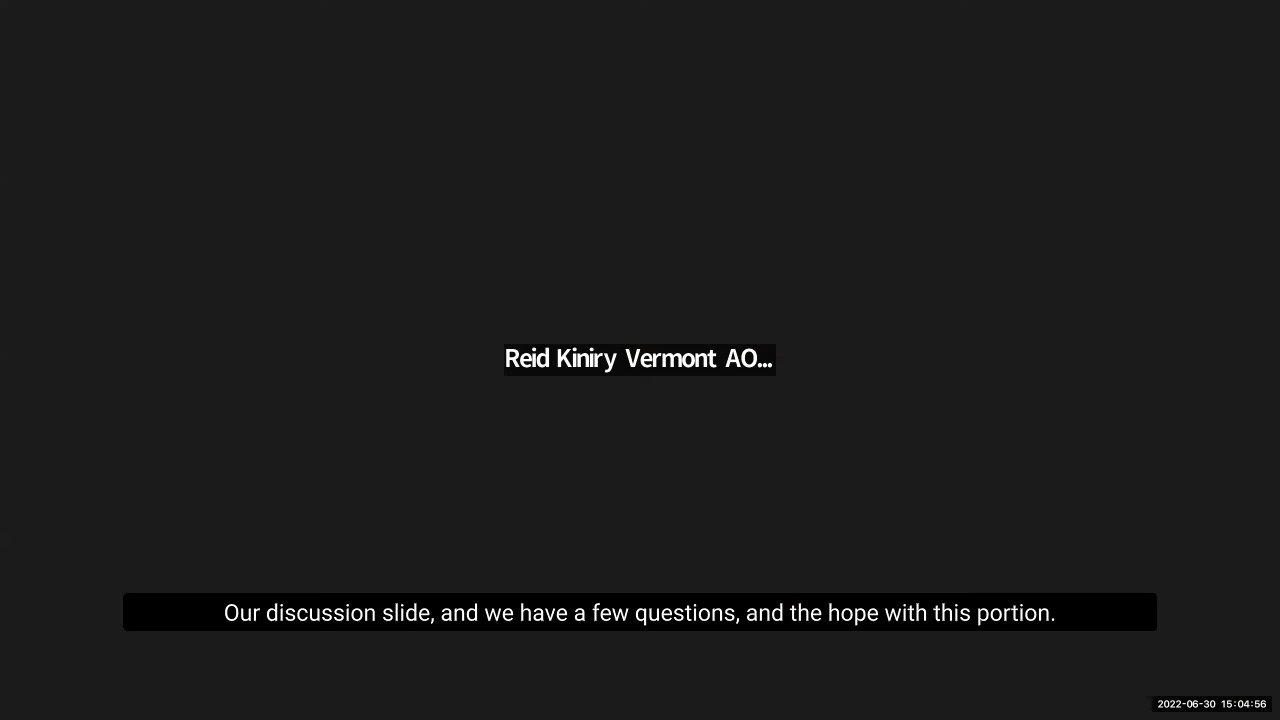 Reid Kiniry Vermont AO...
Our discussion slide, and we have a few questions, and the hope with this portion.
2022-06-30 15:04:56